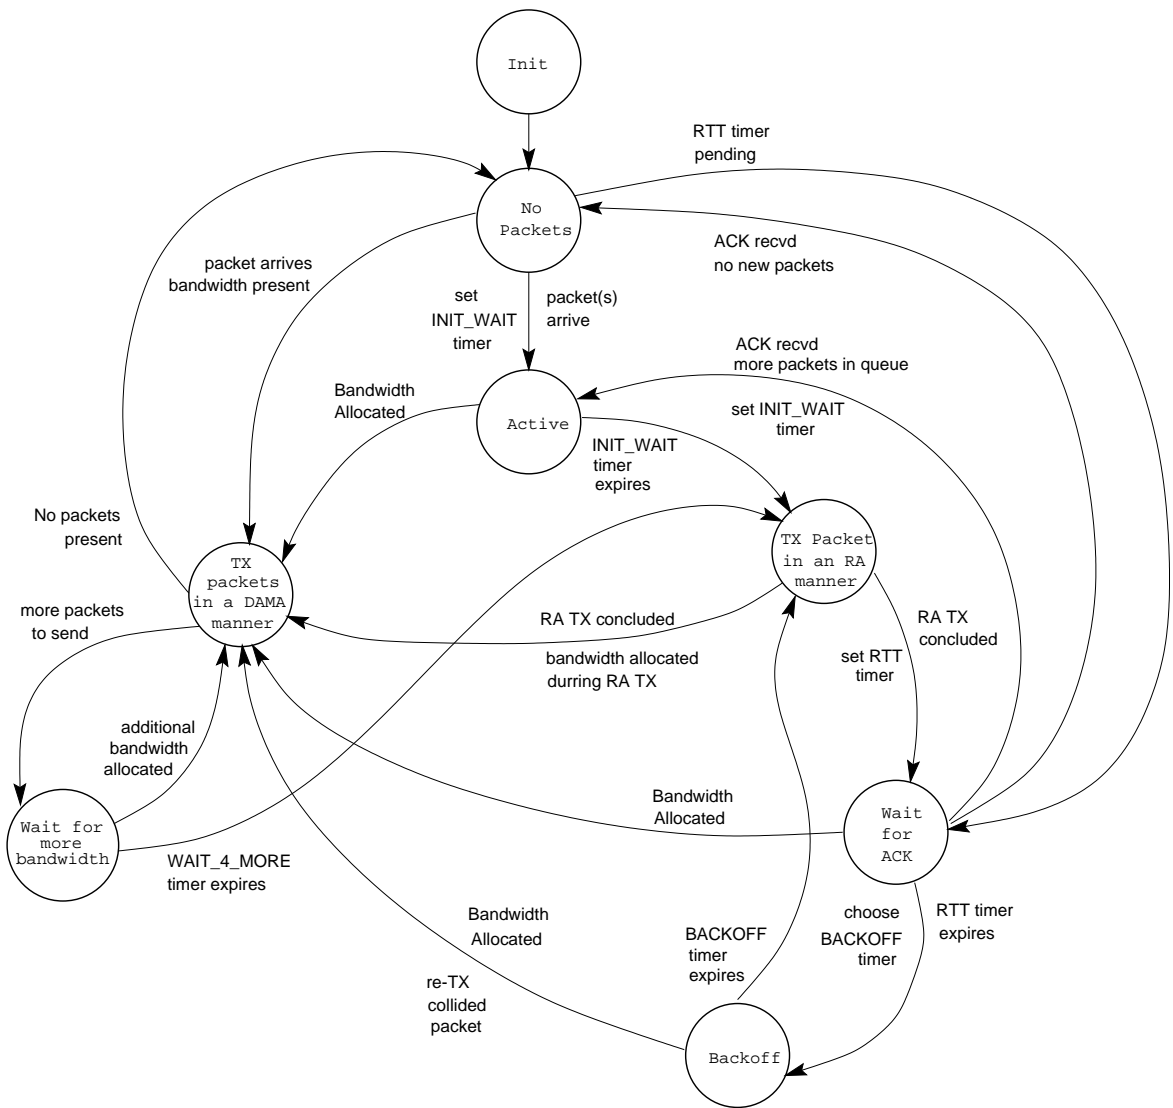 Init
RTT timer
pending
No
Packets
ACK recvd
no new packets
packet arrives
bandwidth present
set
INIT_WAIT
timer
packet(s)
arrive
ACK recvd
more packets in queue
Bandwidth
Allocated
set INIT_WAIT
timer
Active
INIT_WAIT
timer
expires
No packets
present
TX Packet
in an RA
manner
TX
packets
in a DAMA
manner
more packets
to send
RA TX concluded
bandwidth allocated
durring RA TX
RA TX
concluded
set RTT
timer
additional
bandwidth
allocated
Bandwidth
Allocated
Wait for
more
bandwidth
Wait
for
ACK
WAIT_4_MORE
timer expires
Bandwidth
Allocated
re-TX
collided
packet
BACKOFF
timer
expires
choose
BACKOFF
timer
RTT timer
expires
Backoff